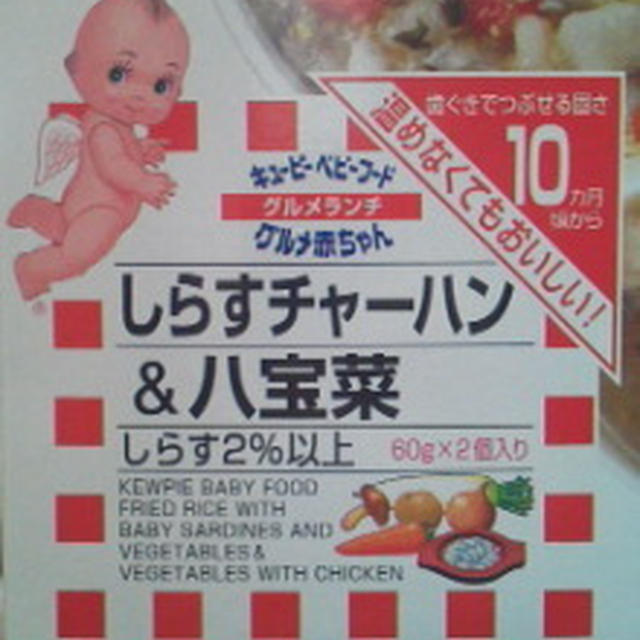 歯ぐきでつぶせる固さ
10ヵ月
頃から
温めなくてもおいしい!
キユーピーベビーフード
グルメランチ
グルメ赤ちゃん
しらすチャーハン
&八宝菜
しらす2%以上 60g×2個入り
KEWPIE BABY FOOD
FRIED RICE WITH
BABY SARDINES AND
VEGETABLES&
VEGETABLES WITH CHICKEN